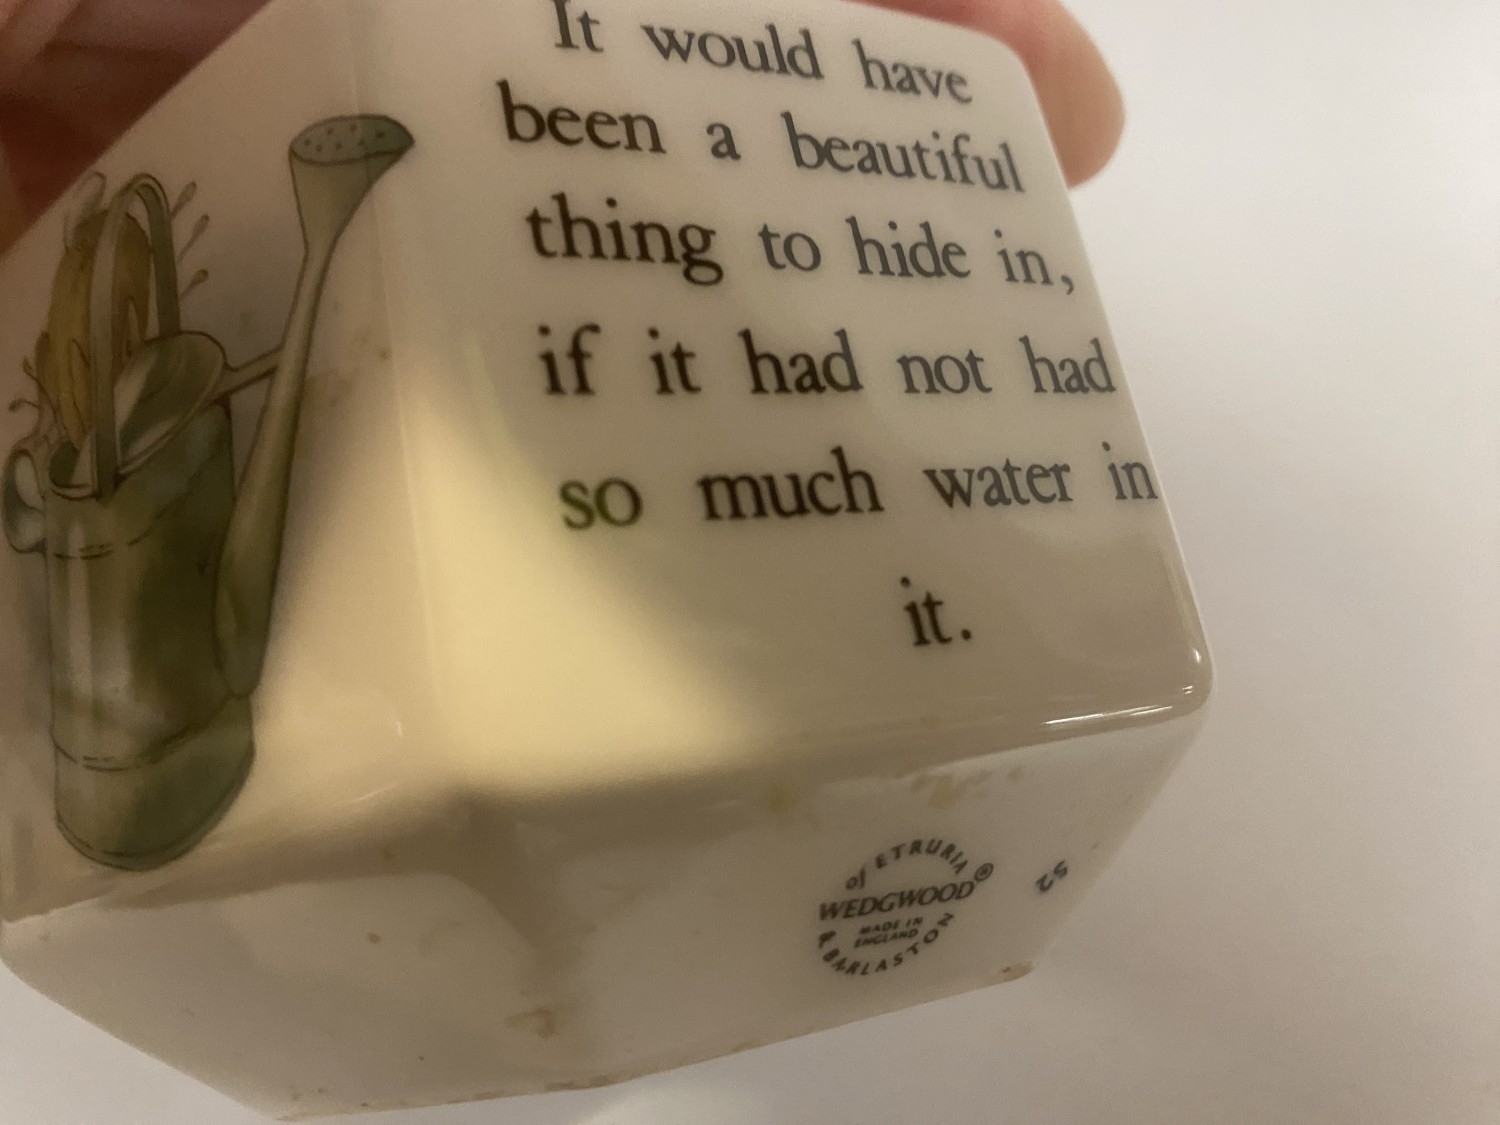 It would have
been a beautiful
thing to hide in,
if it had not had
so much water in
it.
of ETRURIA
WEDGWOOD®
MADE IN
ENGLAND
& BARLASTON
52